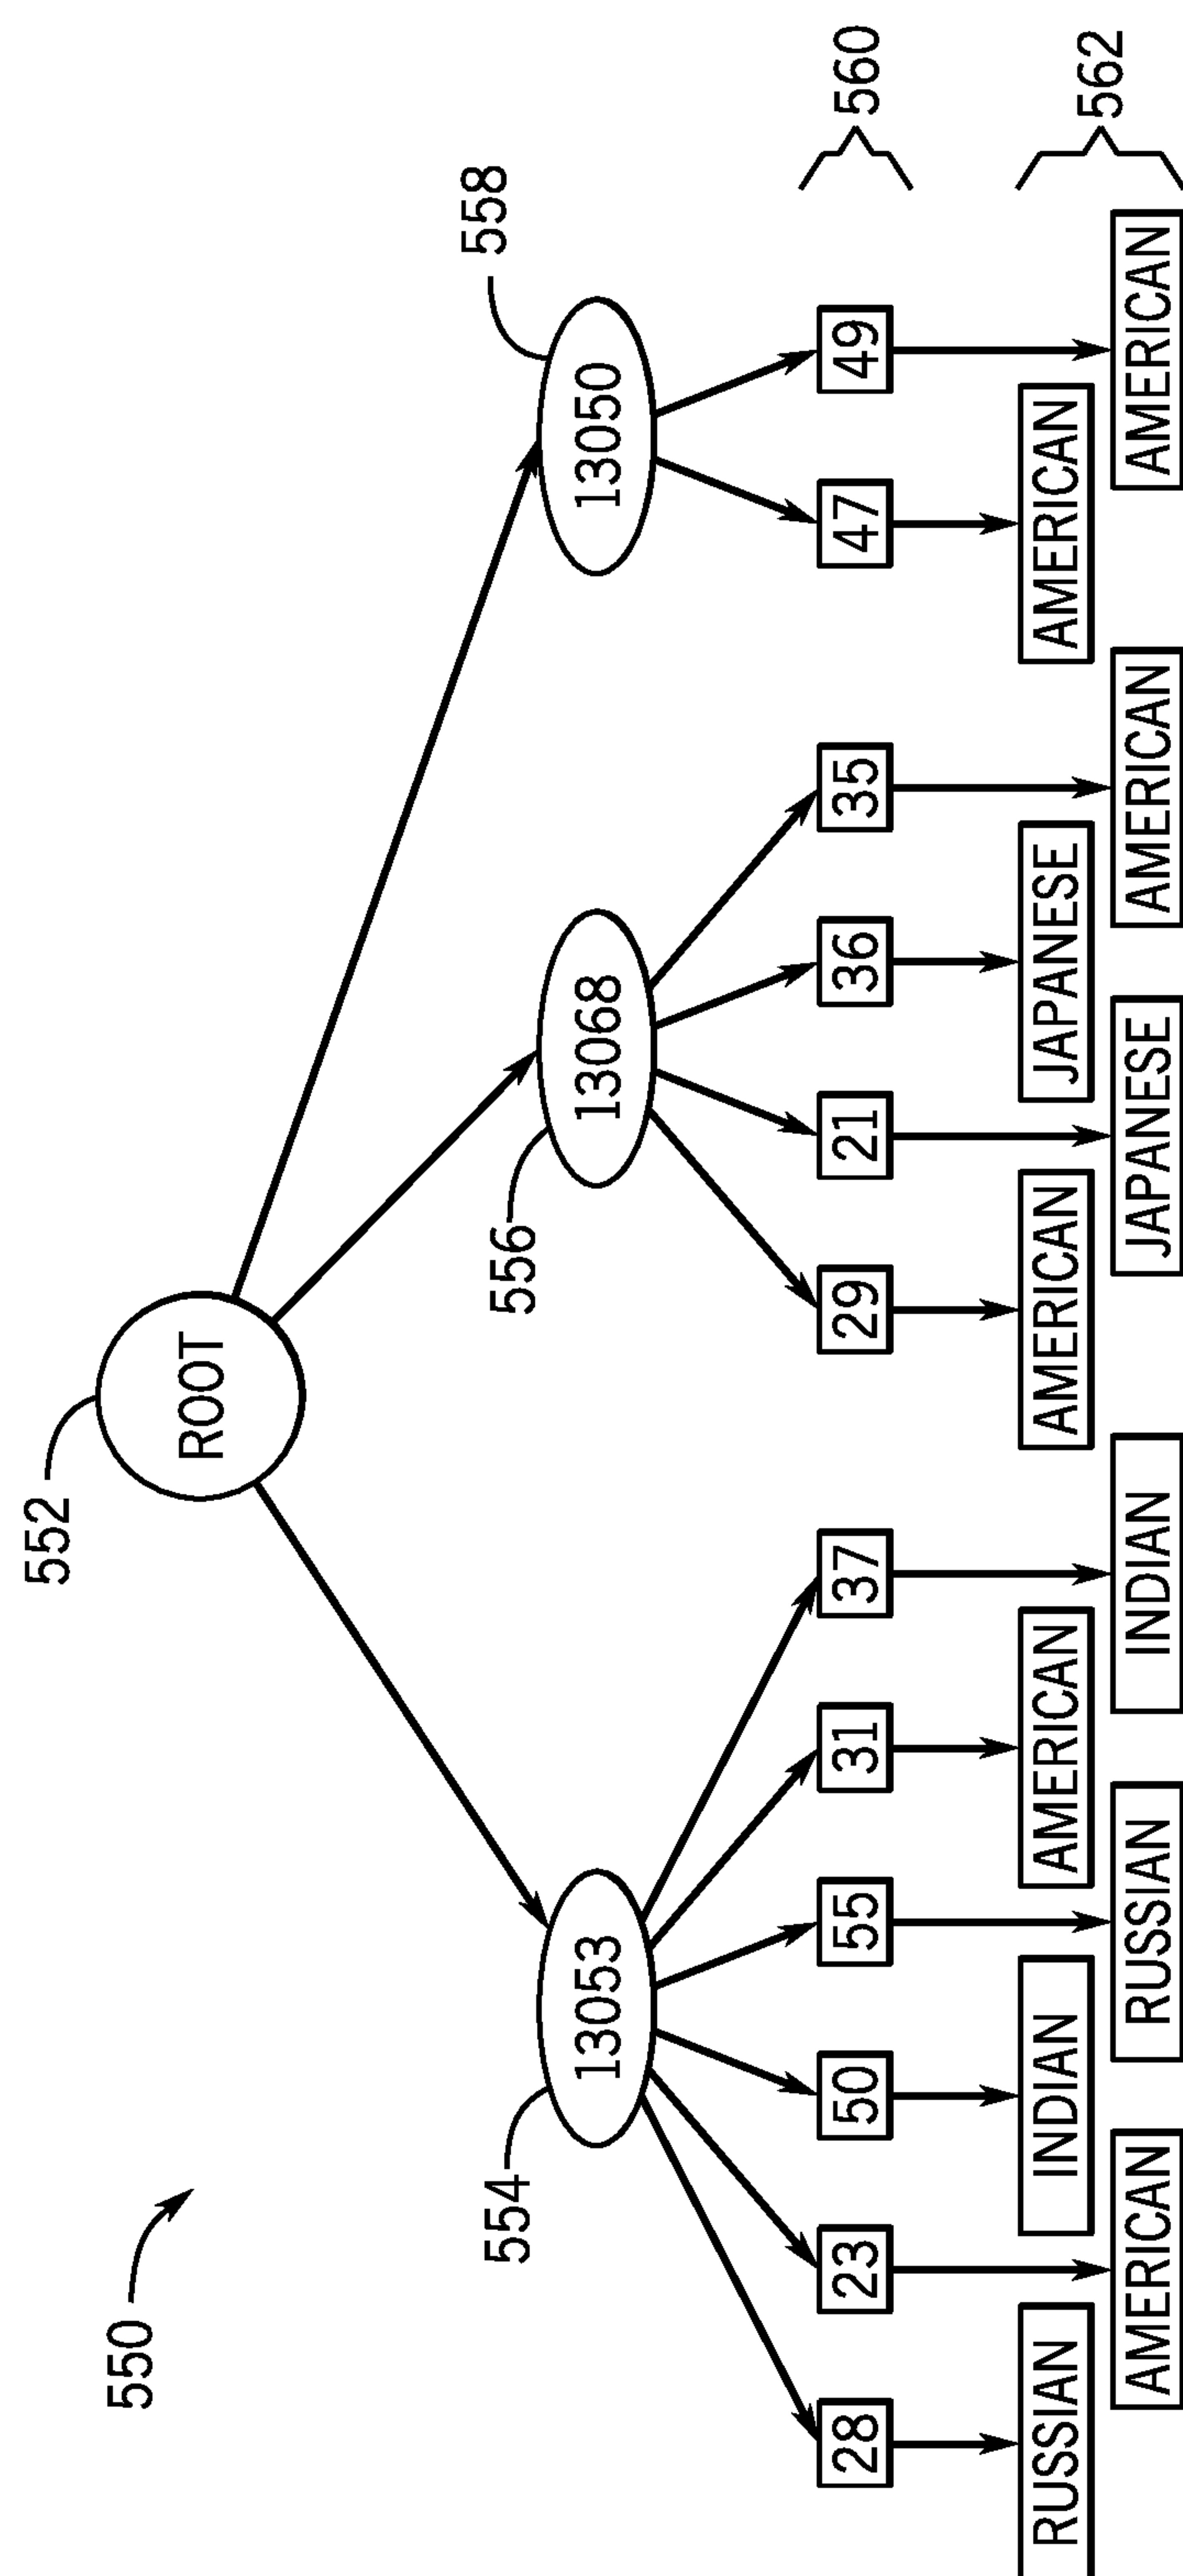 550
552
ROOT
554
13053
556
13068
558
13050
28
23
50
55
31
37
29
21
36
35
47
49
560
RUSSIAN
INDIAN
AMERICAN
AMERICAN
JAPANESE
AMERICAN
562
AMERICAN
RUSSIAN
INDIAN
JAPANESE
AMERICAN
AMERICAN